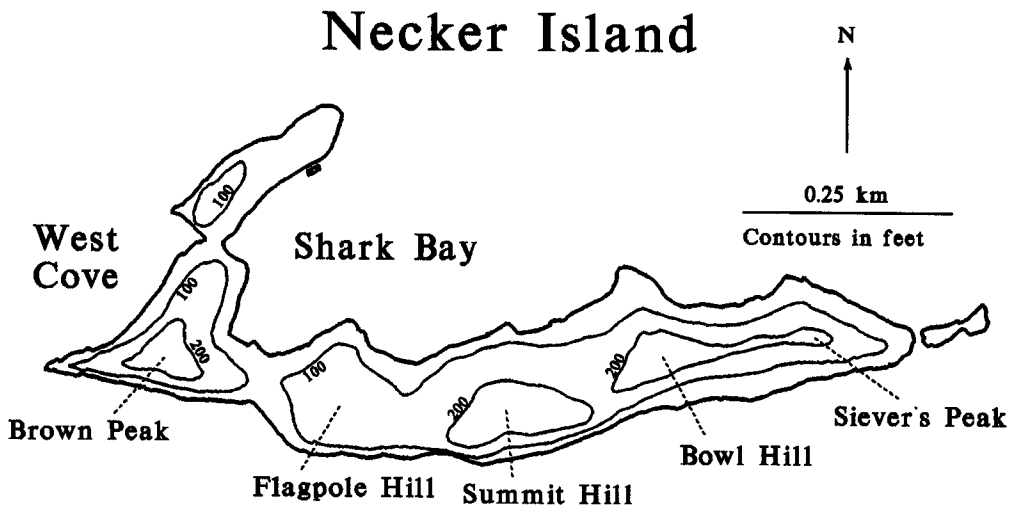 Necker Island
N
0.25 km
Contours in feet
100
West
Cove
Shark Bay
100
200
100
200
200
Brown Peak
Flagpole Hill
Summit Hill
Bowl Hill
Siever's Peak